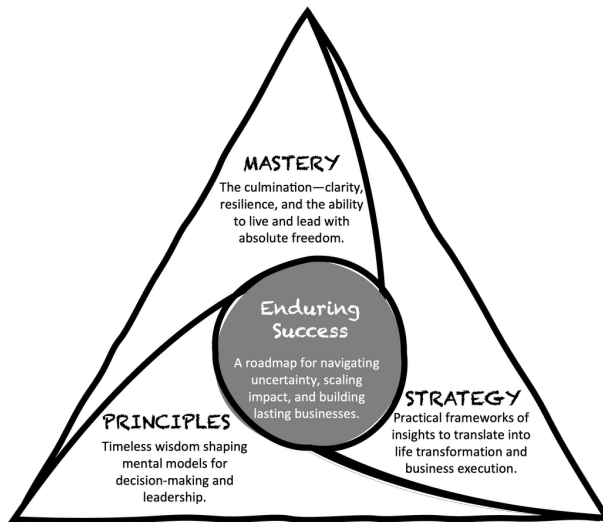 MASTERY
The culmination—clarity,
resilience, and the ability
to live and lead with
absolute freedom.
Enduring
Success
A roadmap for navigating
uncertainty, scaling
impact, and building
lasting businesses.
PRINCIPLES
Timeless wisdom shaping
mental models for
decision-making and
leadership.
STRATEGY
Practical frameworks of
insights to translate into
life transformation and
business execution.